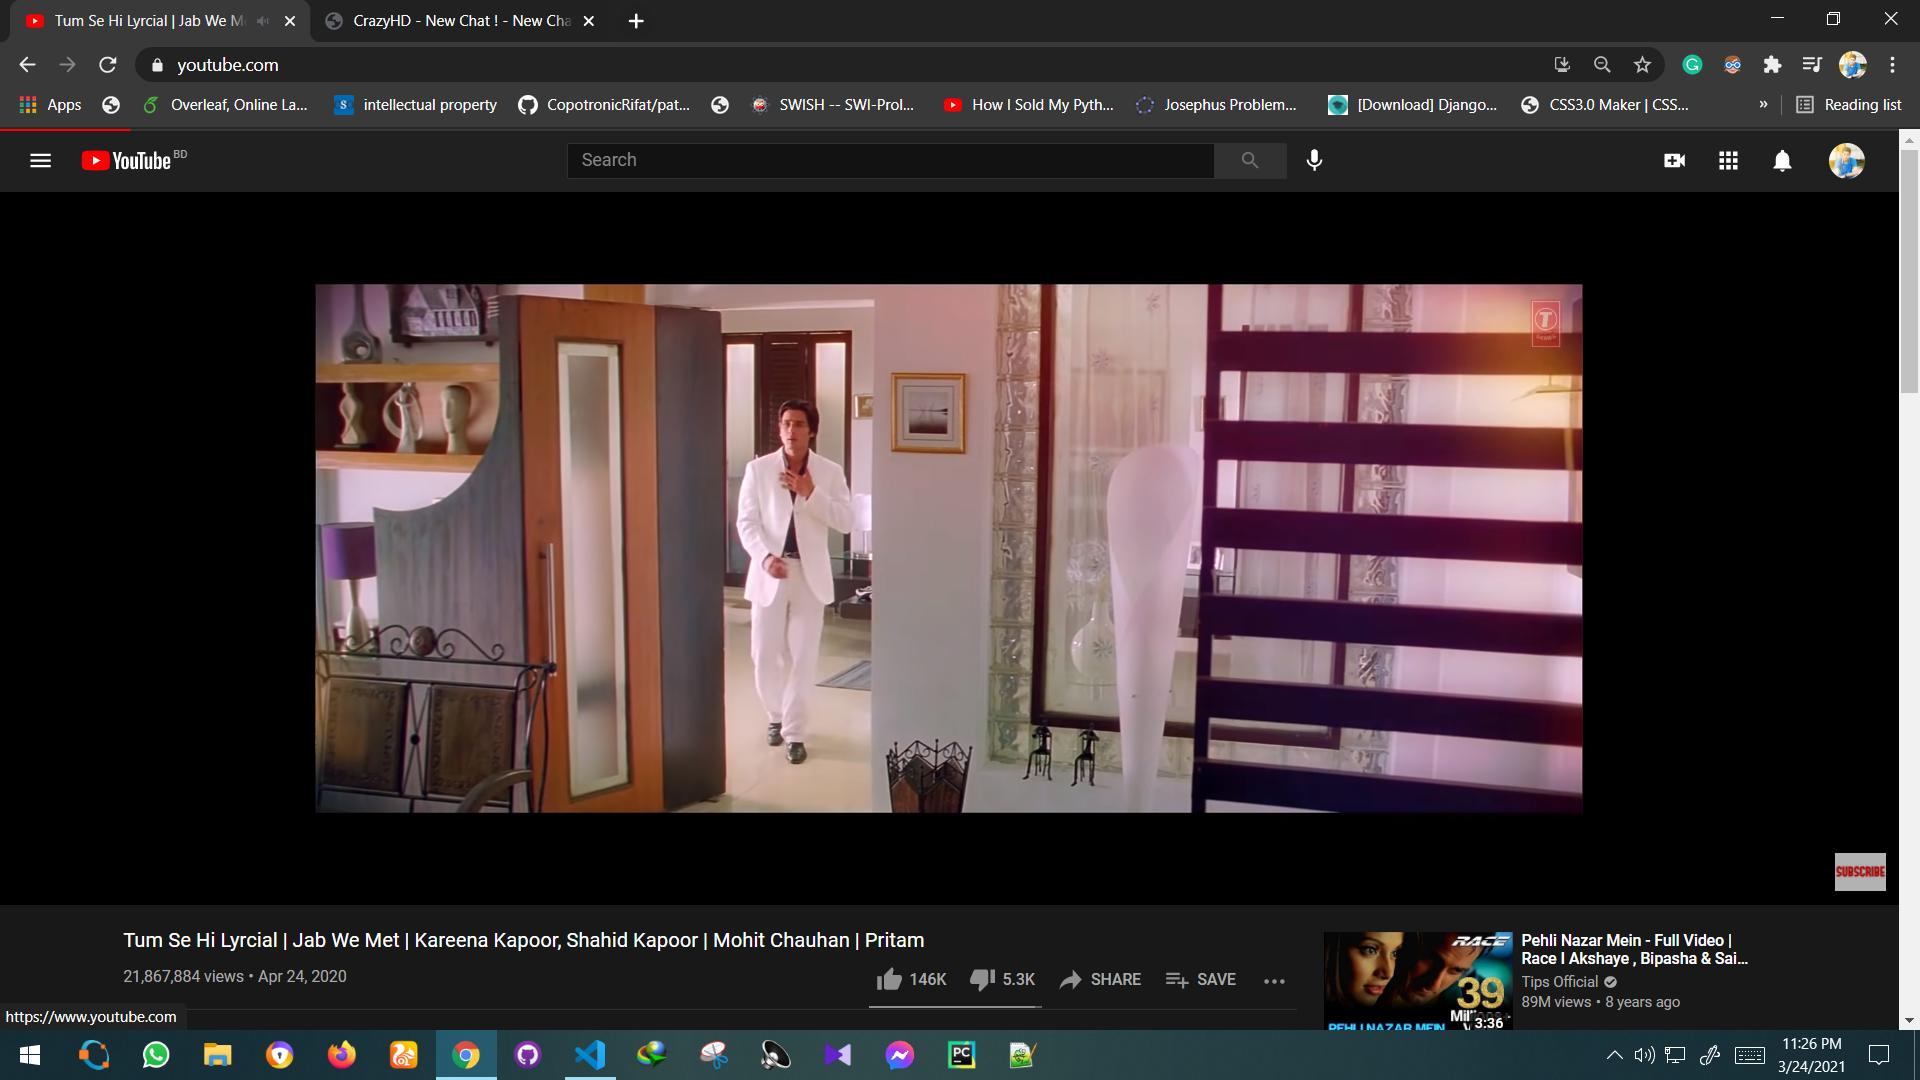 Tum Se Hi Lyrcial | Jab We M
CrazyHD - New Chat ! - New Cha
youtube.com
Apps
Overleaf, Online La...
intellectual property
CopotronicRifat/pat...
SWISH -- SWI-Prol...
How I Sold My Pyth...
Josephus Problem...
[Download] Django...
CSS3.0 Maker | CSS...
»
Reading list
YouTube BD
Search
T
SERIES
SUBSCRIBE
Tum Se Hi Lyrcial | Jab We Met | Kareena Kapoor, Shahid Kapoor | Mohit Chauhan | Pritam
21,867,884 views • Apr 24, 2020
146K
5.3K
SHARE
SAVE
RACE
39
3:36
PEHLI NAZAR MEIN
Pehli Nazar Mein - Full Video |
Race I Akshaye , Bipasha & Sai...
Tips Official
89M views • 8 years ago
https://www.youtube.com
PC
11:26 PM
3/24/2021